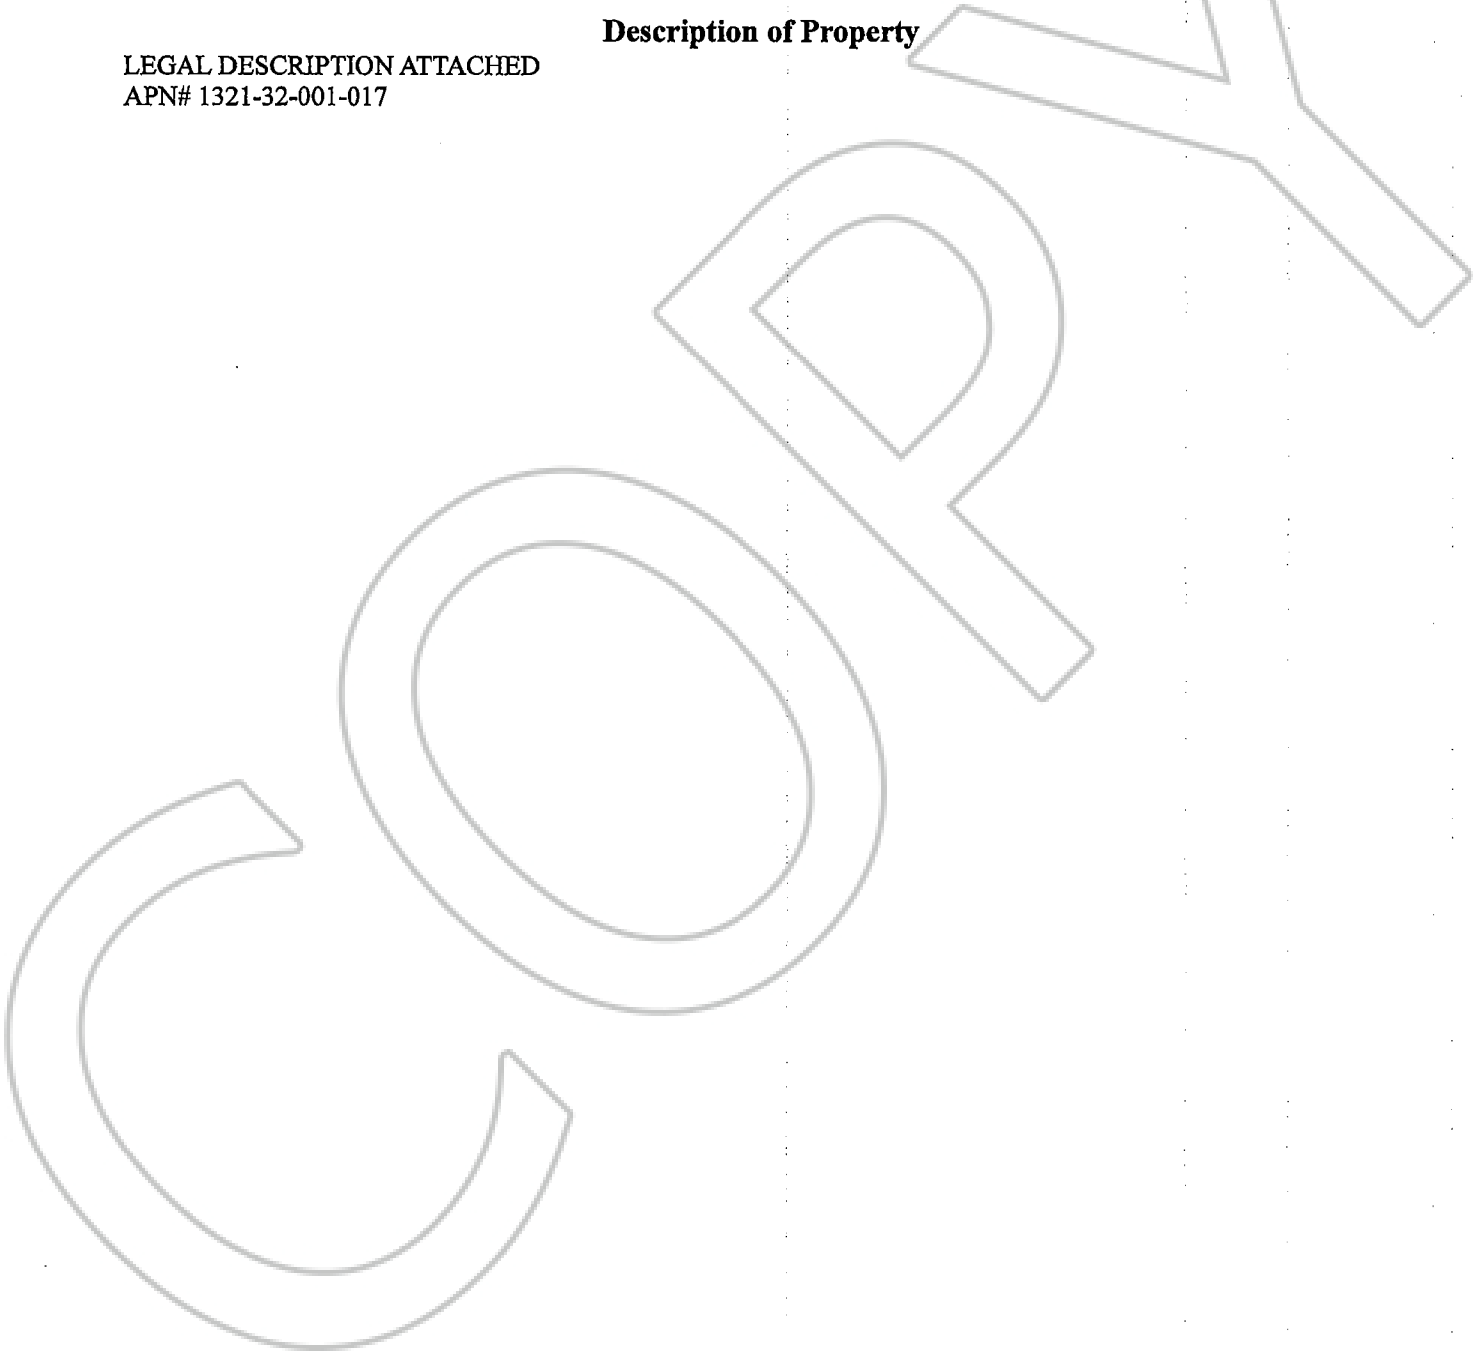 Description of Property
LEGAL DESCRIPTION ATTACHED
APN# 1321-32-001-017
COPY